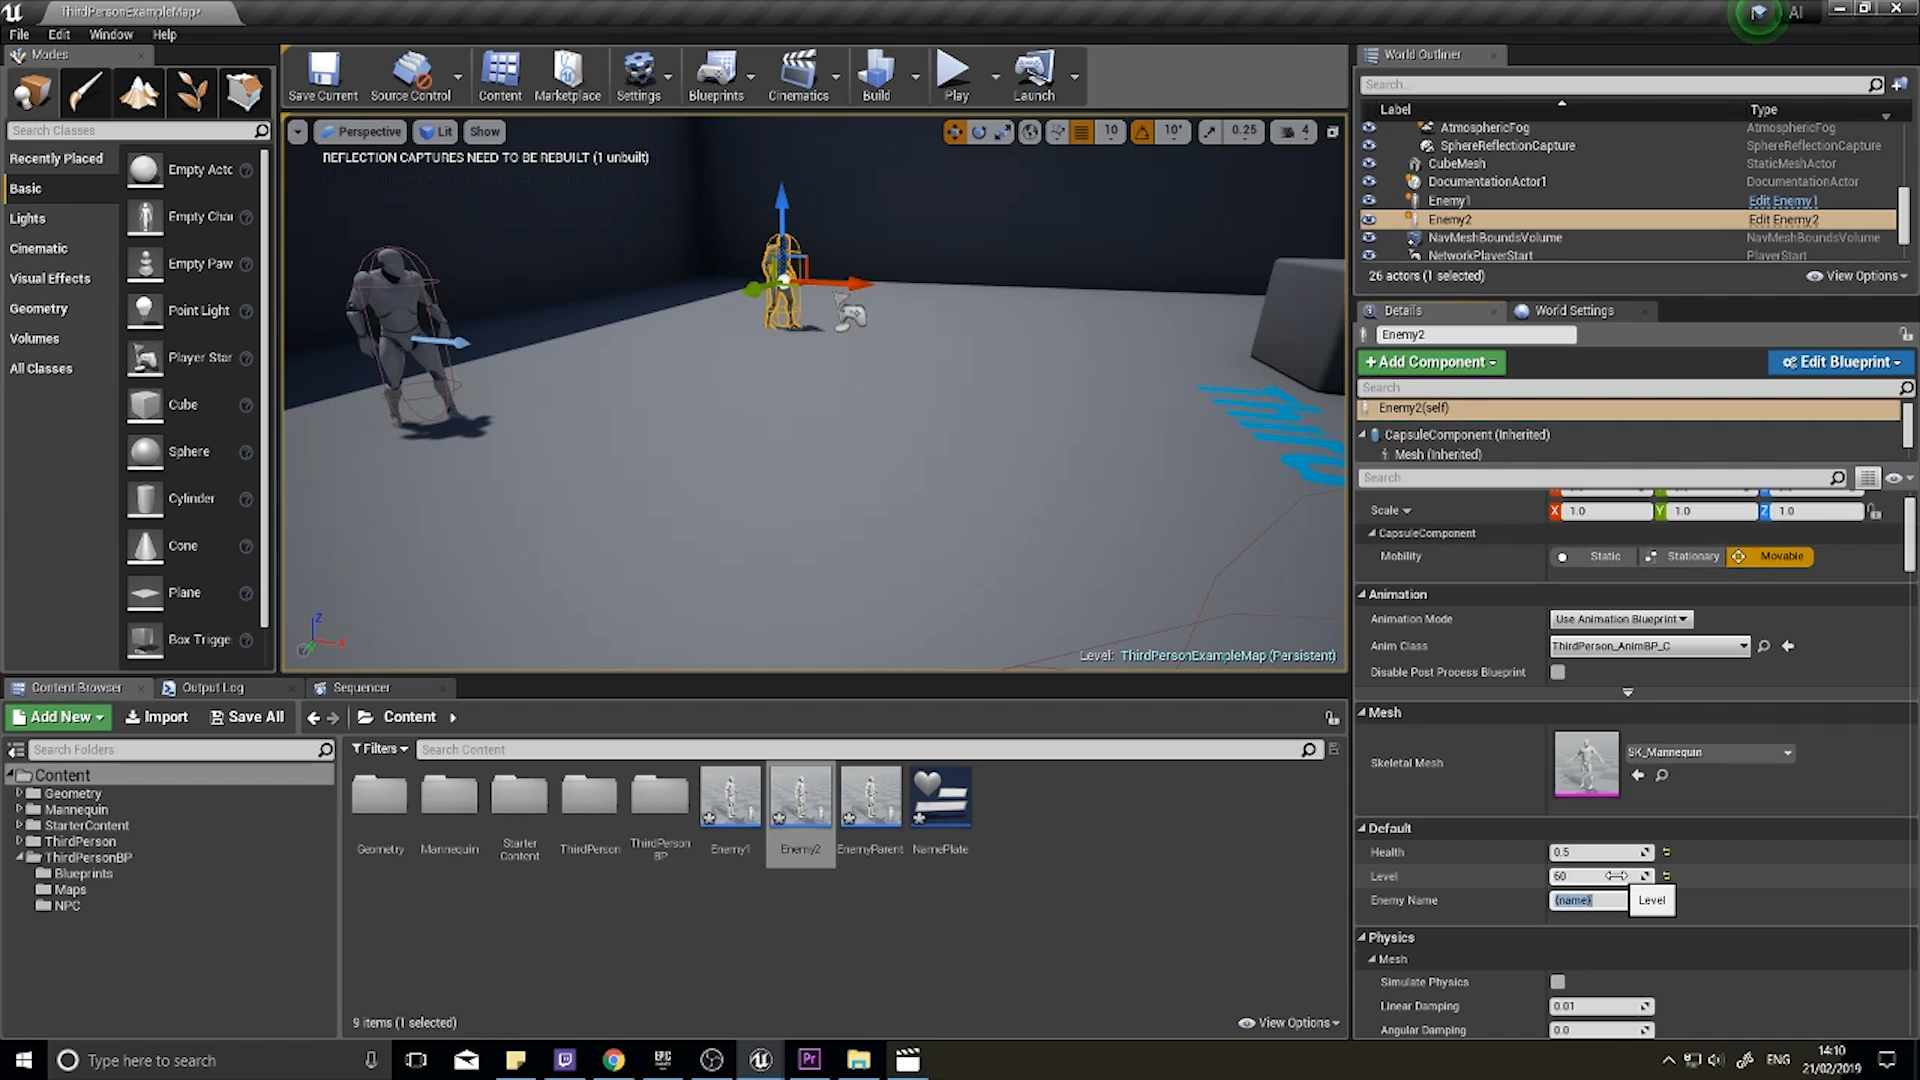 ThirdPersonExampleMap*
AI
File Edit Window Help
Modes
Search Classes
Recently Placed
Basic
Lights
Cinematic
Visual Effects
Geometry
Volumes
All Classes
Empty Acto
Empty Char
Empty Paw
Point Light
Player Star
Cube
Sphere
Cylinder
Cone
Plane
Box Trigge
Save Current Source Control Content Marketplace Settings Blueprints Cinematics Build Play Launch
Perspective Lit Show
10 10° 0.25 4
REFLECTION CAPTURES NEED TO BE REBUILT (1 unbuilt)
Z
X
Level: ThirdPersonExampleMap (Persistent)
World Outliner
Search...
Label Type
AtmosphericFog AtmosphericFog
SphereReflectionCapture SphereReflectionCapture
CubeMesh StaticMeshActor
DocumentationActor1 DocumentationActor
Enemy1 Edit Enemy1
Enemy2 Edit Enemy2
NavMeshBoundsVolume NavMeshBoundsVolume
NetworkPlayerStart PlayerStart
26 actors (1 selected) View Options
Details World Settings
Enemy2
+ Add Component Edit Blueprint
Search
Enemy2(self)
CapsuleComponent (Inherited)
Mesh (Inherited)
Search
Scale X 1.0 Y 1.0 Z 1.0
CapsuleComponent
Mobility Static Stationary Movable
Animation
Animation Mode Use Animation Blueprint
Anim Class ThirdPerson_AnimBP_C
Disable Post Process Blueprint
Mesh
Skeletal Mesh SK_Mannequin
Default
Health 0.5
Level 60
Enemy Name {name} Level
Physics
Mesh
Simulate Physics
Linear Damping 0.01
Angular Damping 0.0
Content Browser Output Log Sequencer
Add New Import Save All Content
Search Folders
Filters Search Content
Content
Geometry
Mannequin
StarterContent
ThirdPerson
ThirdPersonBP
Blueprints
Maps
NPC
Geometry Mannequin Starter Content ThirdPerson ThirdPerson BP Enemy1 Enemy2 EnemyParent NamePlate
9 items (1 selected) View Options
Type here to search
EPIC
Pr
ENG
14:10
21/02/2019